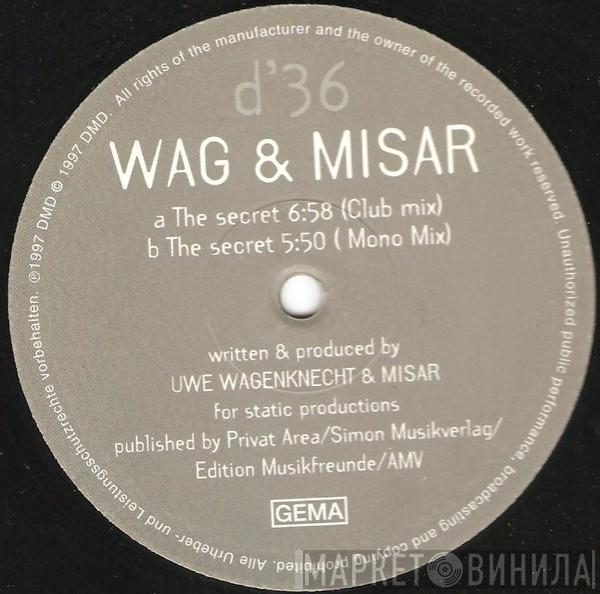 d'36
WAG & MISAR
a The secret 6:58 (Club mix)
b The secret 5:50 ( Mono Mix)
written & produced by
UWE WAGENKNECHT & MISAR
for static productions
published by Privat Area/Simon Musikverlag/
Edition Musikfreunde/AMV
GEMA
℗1997 DMD © 1997 DMD. All rights of the manufacturer and the owner of the recorded work reserved. Unauthorized public performance, broadcasting and copying prohibited. Alle Urheber- und Leistungsschutzrechte vorbehalten.
МАРКЕТ ВИНИЛА